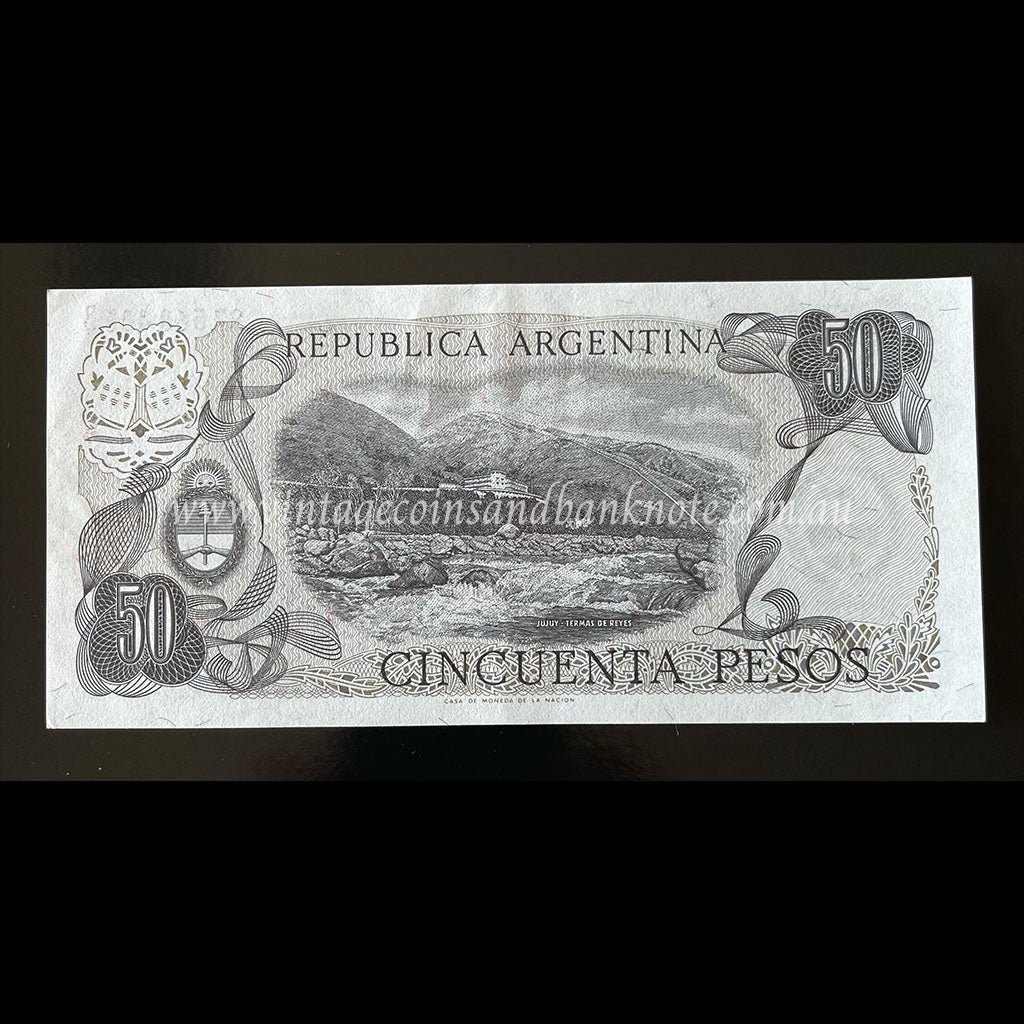 REPUBLICA ARGENTINA
50
www.vintagecoinsandbanknote.com.au
50
JUJUY - TERMAS DE REYES
CINCUENTA PESOS
CASA DE MONEDA DE LA NACION